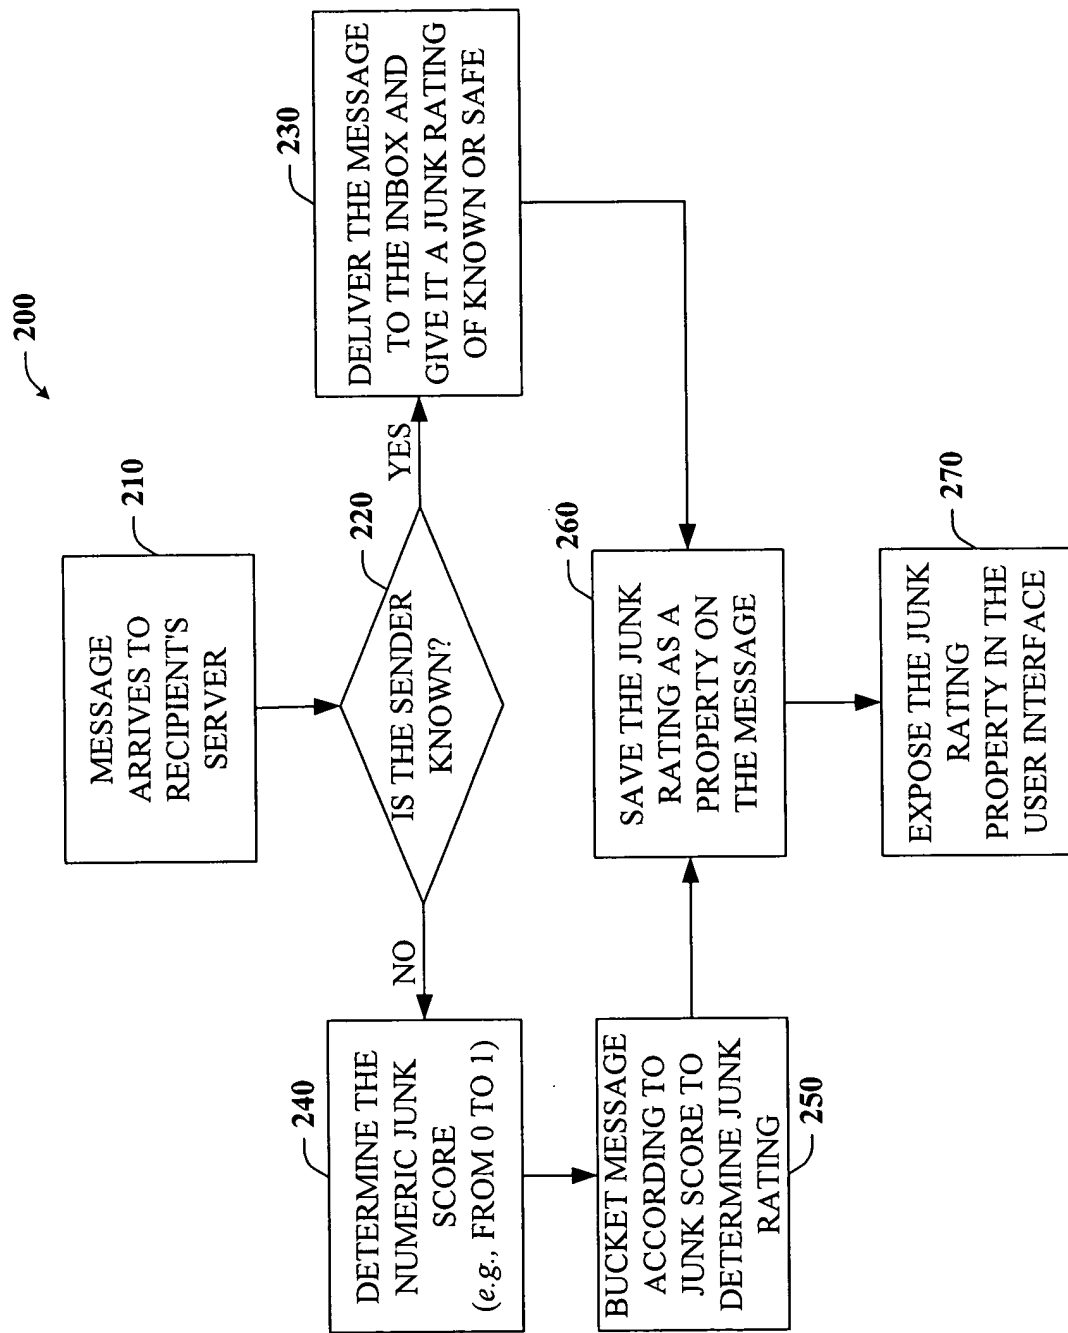 200
210
MESSAGE
ARRIVES TO
RECIPIENT'S
SERVER
220
IS THE SENDER
KNOWN?
YES
NO
230
DELIVER THE MESSAGE
TO THE INBOX AND
GIVE IT A JUNK RATING
OF KNOWN OR SAFE
240
DETERMINE THE
NUMERIC JUNK
SCORE
(e.g., FROM 0 TO 1)
BUCKET MESSAGE
ACCORDING TO
JUNK SCORE TO
DETERMINE JUNK
RATING
250
260
SAVE THE JUNK
RATING AS A
PROPERTY ON
THE MESSAGE
270
EXPOSE THE JUNK
RATING
PROPERTY IN THE
USER INTERFACE